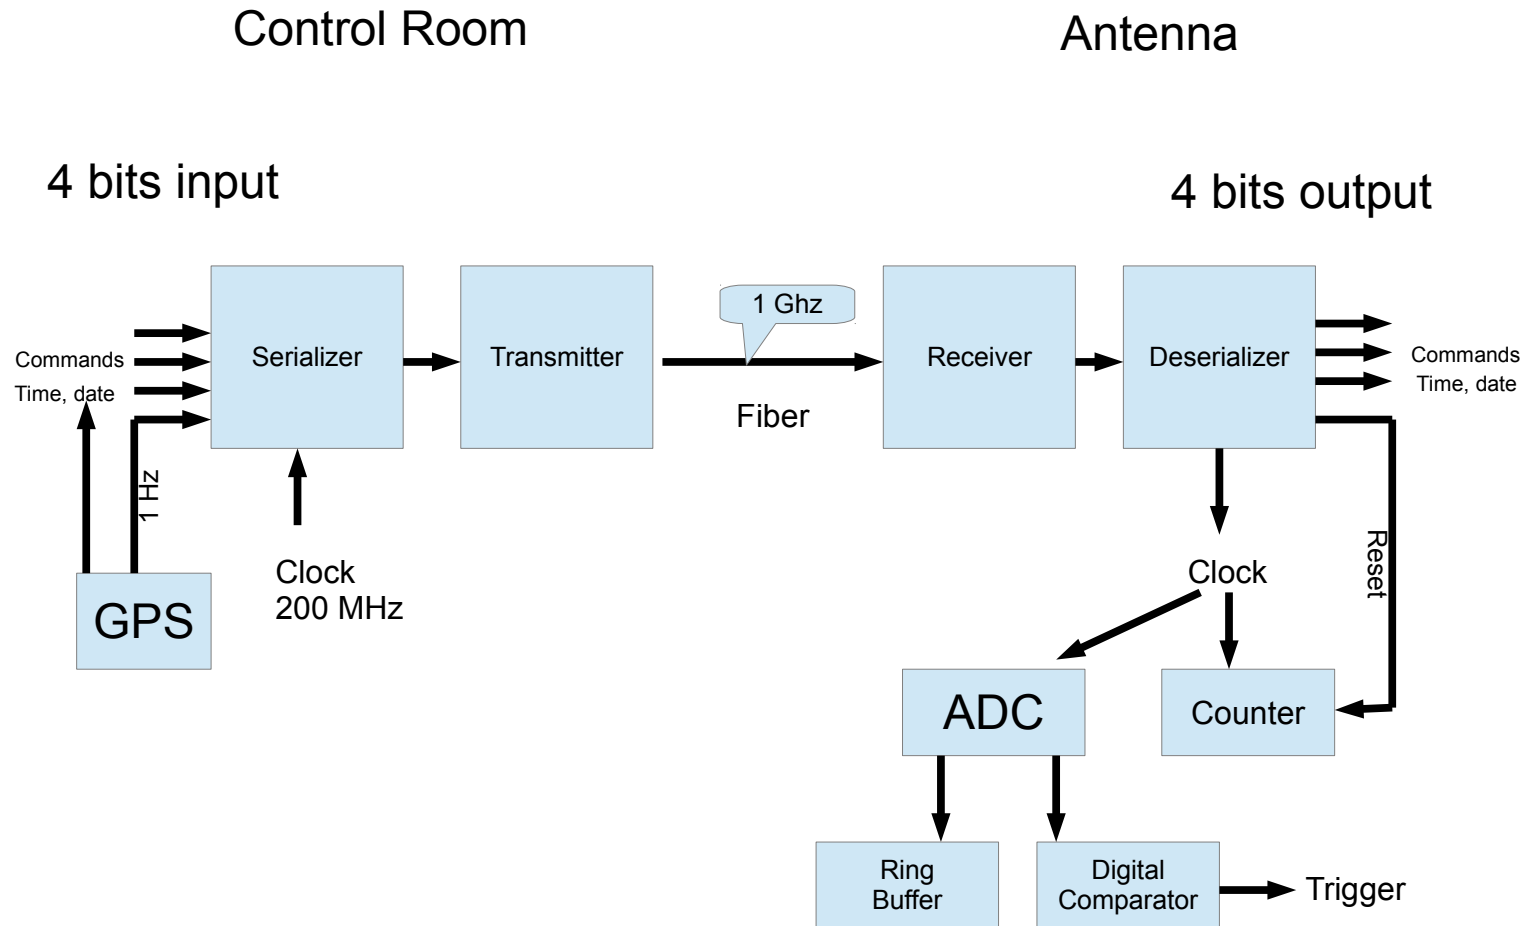 Control Room
Antenna
4 bits input
4 bits output
1 Ghz
Serializer
Transmitter
Receiver
Deserializer
Commands
Time, date
Commands
Time, date
Fiber
1 Hz
Reset
GPS
Clock
200 MHz
Clock
ADC
Counter
Ring
Buffer
Digital
Comparator
Trigger